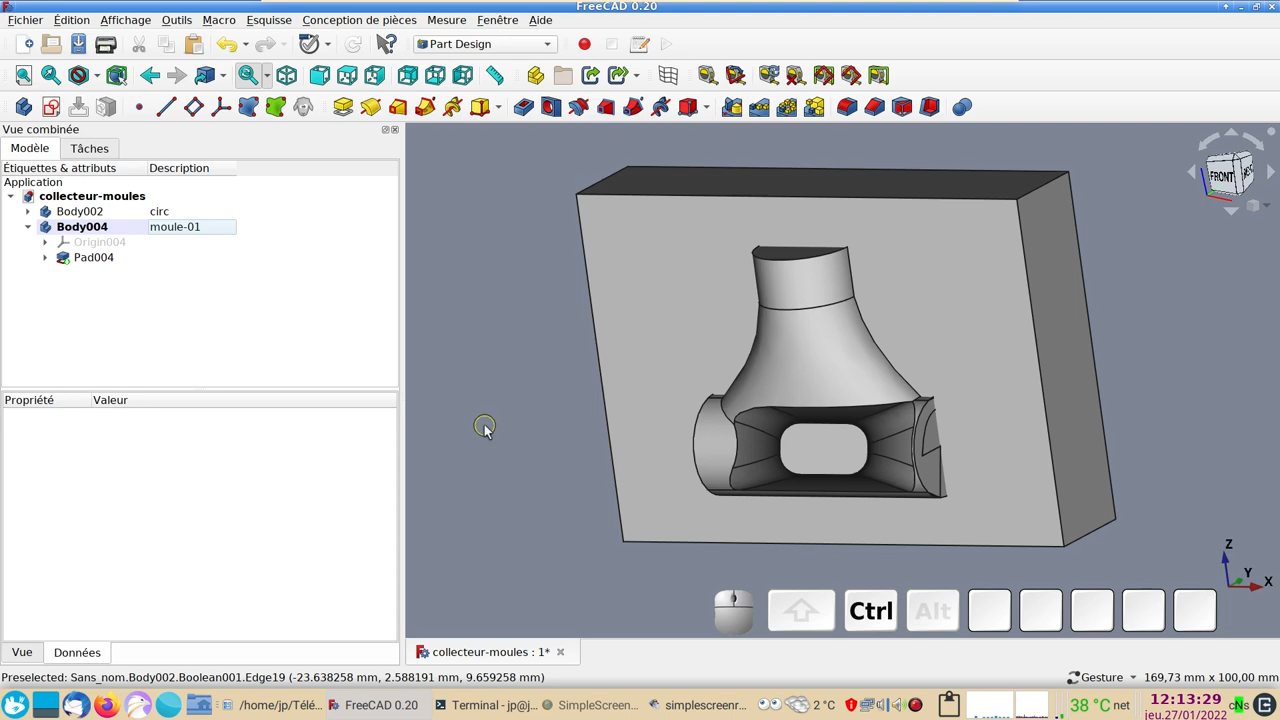 FreeCAD 0.20
Fichier Édition Affichage Outils Macro Esquisse Conception de pièces Mesure Fenêtre Aide
Part Design
Vue combinée
Modèle Tâches
Étiquettes & attributs Description
Application
collecteur-moules
Body002 circ
Body004 moule-01
Origin004
Pad004
Propriété Valeur
FRONT
Z
Y
X
Ctrl Alt
Vue Données
collecteur-moules : 1*
Preselected: Sans_nom.Body002.Boolean001.Edge19 (-23.638258 mm, 2.588191 mm, 9.659258 mm)
Gesture 169,73 mm x 100,00 mm
/home/jp/Télé... FreeCAD 0.20 Terminal - jp@j... SimpleScreen... simplescreenr... 2 °C 38 °C net 12:13:29
jeu.27/01/2022